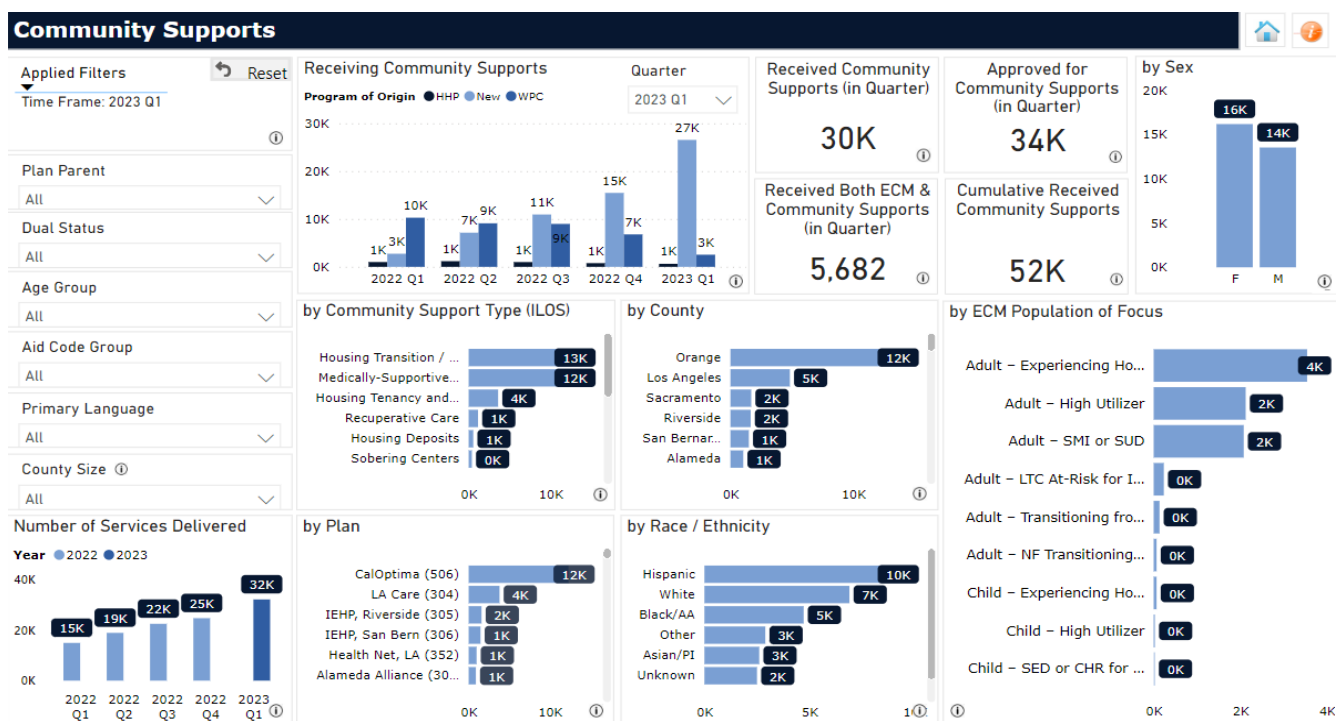 Community Supports
Applied Filters
Reset
Time Frame: 2023 Q1
Plan Parent
All
Dual Status
All
Age Group
All
Aid Code Group
All
Primary Language
All
County Size
All
Receiving Community Supports
Quarter
2023 Q1
Program of Origin HHP New WPC
30K
20K
10K
0K
1K 3K 10K
1K 7K 9K
1K 11K 9K
1K 15K 7K
1K 27K 3K
2022 Q1 2022 Q2 2022 Q3 2022 Q4 2023 Q1
Received Community
Supports (in Quarter)
30K
Approved for
Community Supports
(in Quarter)
34K
Received Both ECM &
Community Supports
(in Quarter)
5,682
Cumulative Received
Community Supports
52K
by Sex
20K
15K
10K
5K
0K
16K
14K
F M
by Community Support Type (ILOS)
Housing Transition / ... 13K
Medically-Supportive... 12K
Housing Tenancy and... 4K
Recuperative Care 1K
Housing Deposits 1K
Sobering Centers 0K
0K 10K
by County
Orange 12K
Los Angeles 5K
Sacramento 2K
Riverside 2K
San Bernar... 1K
Alameda 1K
0K 10K
by ECM Population of Focus
Adult – Experiencing Ho... 4K
Adult – High Utilizer 2K
Adult – SMI or SUD 2K
Adult – LTC At-Risk for I... 0K
Adult – Transitioning fro... 0K
Adult – NF Transitioning... 0K
Child – Experiencing Ho... 0K
Child – High Utilizer 0K
Child – SED or CHR for ... 0K
0K 2K 4K
Number of Services Delivered
Year 2022 2023
40K
20K
0K
15K
19K
22K
25K
32K
2022 2022 2022 2022 2023
Q1 Q2 Q3 Q4 Q1
by Plan
CalOptima (506) 12K
LA Care (304) 4K
IEHP, Riverside (305) 2K
IEHP, San Bern (306) 1K
Health Net, LA (352) 1K
Alameda Alliance (30... 1K
0K 10K
by Race / Ethnicity
Hispanic 10K
White 7K
Black/AA 5K
Other 3K
Asian/PI 3K
Unknown 2K
0K 5K